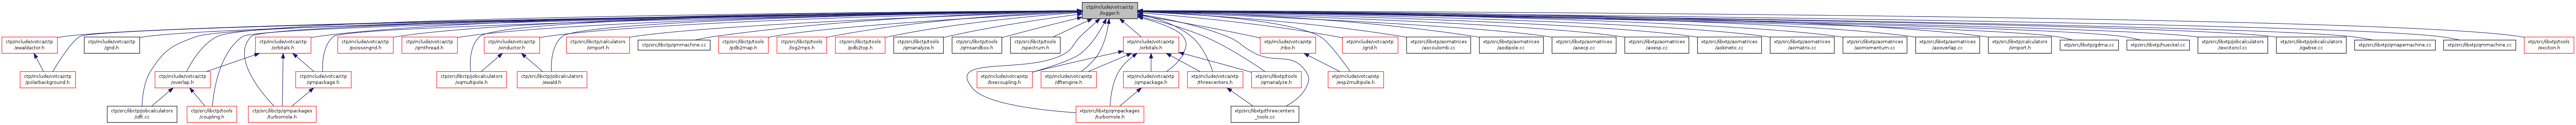 ctp/include/votca/ctp
/logger.h
ctp/include/votca/ctp
/ewaldactor.h
ctp/include/votca/ctp
/grid.h
ctp/include/votca/ctp
/orbitals.h
ctp/include/votca/ctp
/poissongrid.h
ctp/include/votca/ctp
/qmthread.h
ctp/include/votca/ctp
/xinductor.h
ctp/src/libctp/calculators
/eimport.h
ctp/src/libctp/qmmachine.cc
ctp/src/libctp/tools
/pdb2map.h
ctp/src/libctp/tools
/log2mps.h
ctp/src/libctp/tools
/pdb2top.h
ctp/src/libctp/tools
/qmanalyze.h
ctp/src/libctp/tools
/qmsandbox.h
ctp/src/libctp/tools
/spectrum.h
xtp/include/votca/xtp
/orbitals.h
xtp/include/votca/xtp
/nbo.h
xtp/include/votca/xtp
/grid.h
xtp/src/libxtp/aomatrices
/aocoulomb.cc
xtp/src/libxtp/aomatrices
/aodipole.cc
xtp/src/libxtp/aomatrices
/aoecp.cc
xtp/src/libxtp/aomatrices
/aoesp.cc
xtp/src/libxtp/aomatrices
/aokinetic.cc
xtp/src/libxtp/aomatrices
/aomatrix.cc
xtp/src/libxtp/aomatrices
/aomomentum.cc
xtp/src/libxtp/aomatrices
/aooverlap.cc
xtp/src/libxtp/calculators
/eimport.h
xtp/src/libxtp/gdma.cc
xtp/src/libxtp/hueckel.cc
xtp/src/libxtp/jobcalculators
/excitoncl.cc
xtp/src/libxtp/jobcalculators
/gwbse.cc
xtp/src/libxtp/qmapemachine.cc
xtp/src/libxtp/qmmachine.cc
xtp/src/libxtp/tools
/exciton.h
ctp/include/votca/ctp
/polarbackground.h
ctp/include/votca/ctp
/overlap.h
ctp/include/votca/ctp
/qmpackage.h
ctp/src/libctp/jobcalculators
/xqmultipole.h
ctp/src/libctp/jobcalculators
/ewald.h
xtp/include/votca/xtp
/bsecoupling.h
xtp/include/votca/xtp
/dftengine.h
xtp/include/votca/xtp
/qmpackage.h
xtp/include/votca/xtp
/threecenters.h
xtp/src/libxtp/tools
/qmanalyze.h
xtp/include/votca/xtp
/esp2multipole.h
ctp/src/libctp/jobcalculators
/idft.cc
ctp/src/libctp/tools
/coupling.h
ctp/src/libctp/qmpackages
/turbomole.h
xtp/src/libxtp/qmpackages
/turbomole.h
xtp/src/libxtp/threecenters
_tools.cc